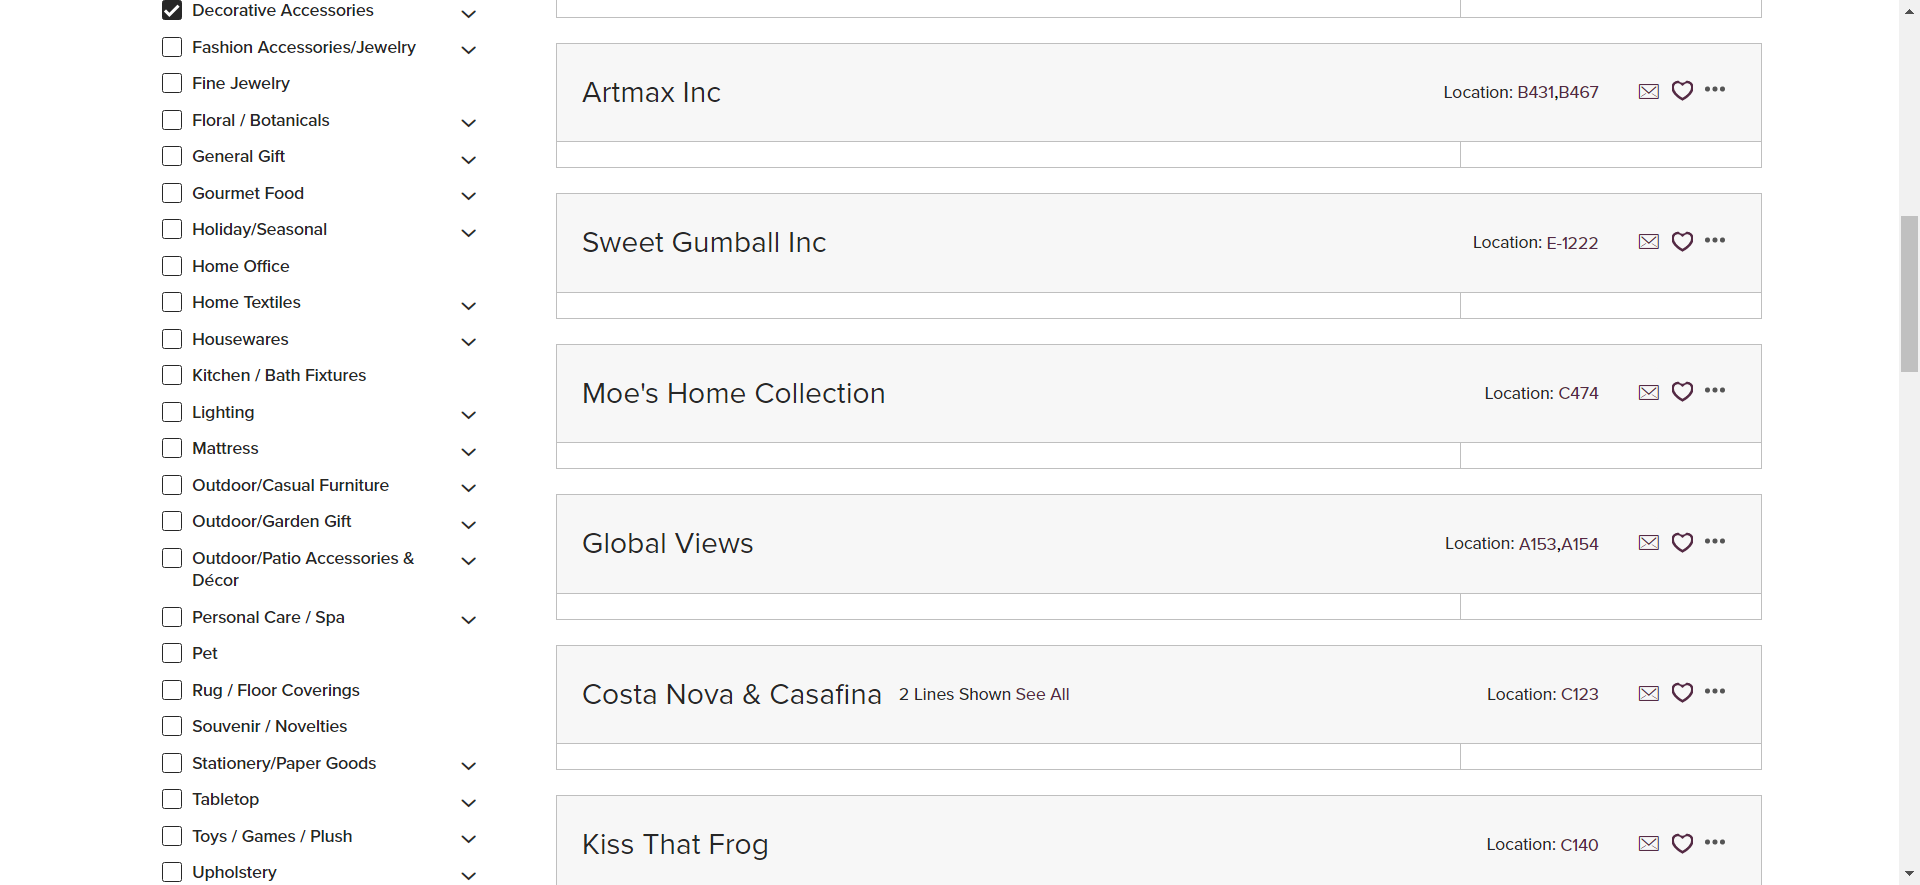 Decorative Accessories
Fashion Accessories/Jewelry
Fine Jewelry
Floral / Botanicals
General Gift
Gourmet Food
Holiday/Seasonal
Home Office
Home Textiles
Housewares
Kitchen / Bath Fixtures
Lighting
Mattress
Outdoor/Casual Furniture
Outdoor/Garden Gift
Outdoor/Patio Accessories &
Décor
Personal Care / Spa
Pet
Rug / Floor Coverings
Souvenir / Novelties
Stationery/Paper Goods
Tabletop
Toys / Games / Plush
Upholstery
Artmax Inc Location: B431,B467
Sweet Gumball Inc Location: E-1222
Moe's Home Collection Location: C474
Global Views Location: A153,A154
Costa Nova & Casafina 2 Lines Shown See All Location: C123
Kiss That Frog Location: C140